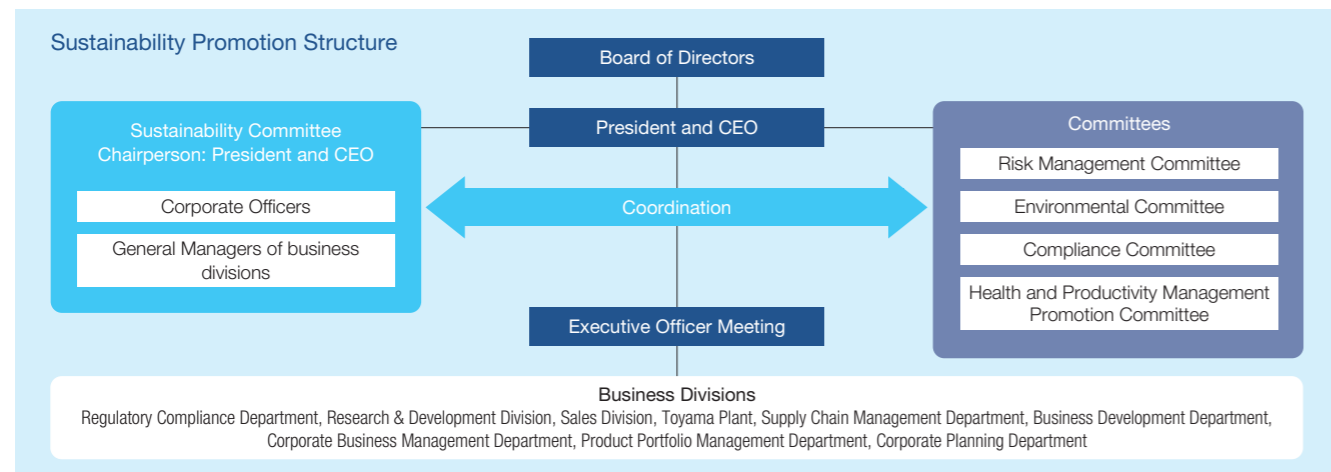 Sustainability Promotion Structure
Board of Directors
Sustainability Committee
Chairperson: President and CEO
Corporate Officers
General Managers of business
divisions
President and CEO
Coordination
Executive Officer Meeting
Committees
Risk Management Committee
Environmental Committee
Compliance Committee
Health and Productivity Management
Promotion Committee
Business Divisions
Regulatory Compliance Department, Research & Development Division, Sales Division, Toyama Plant, Supply Chain Management Department, Business Development Department,
Corporate Business Management Department, Product Portfolio Management Department, Corporate Planning Department